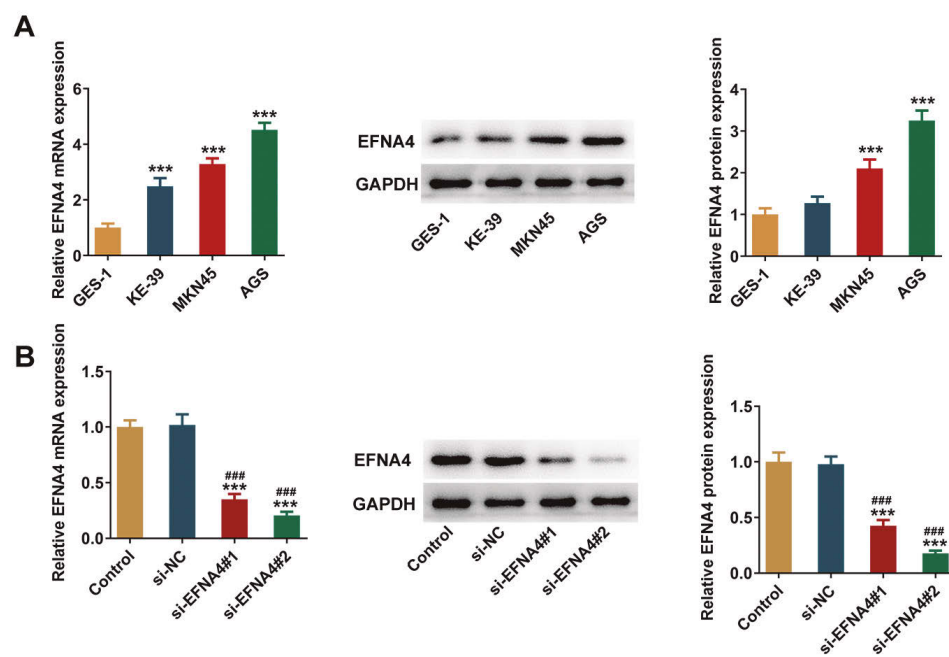 A
Relative EFNA4 mRNA expression
6
4
2
0
***
***
***
GES-1
KE-39
MKN45
AGS
EFNA4
GAPDH
GES-1
KE-39
MKN45
AGS
Relative EFNA4 protein expression
4
3
2
1
0
***
***
GES-1
KE-39
MKN45
AGS
B
Relative EFNA4 mRNA expression
1.5
1.0
0.5
0.0
###
***
###
***
Control
si-NC
si-EFNA4#1
si-EFNA4#2
EFNA4
GAPDH
Control
si-NC
si-EFNA4#1
si-EFNA4#2
Relative EFNA4 protein expression
1.5
1.0
0.5
0.0
###
***
###
***
Control
si-NC
si-EFNA4#1
si-EFNA4#2